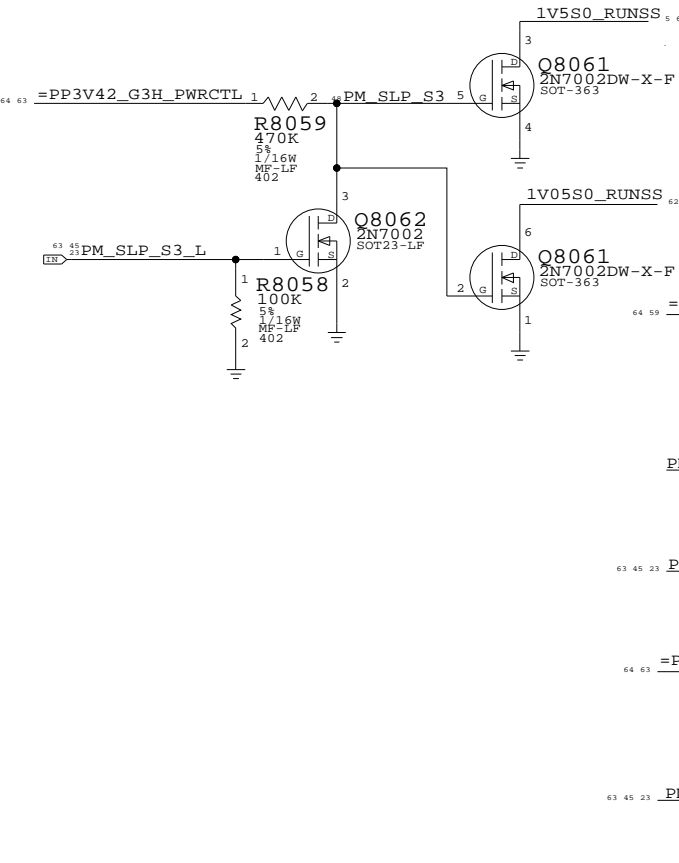 1V5S0_RUNSS 5 6
3
D
Q8061
2N7002DW-X-F
SOT-363
64 63 =PP3V42_G3H_PWRCTL 1 2 PM_SLP_S3 5 G S
4
R8059
470K
5%
1/16W
MF-LF
402
1V05S0_RUNSS 62
3
D
Q8062
2N7002
SOT23-LF
6
D
Q8061
2N7002DW-X-F
SOT-363
63 45
23 PM_SLP_S3_L
IN
1 G S
2
1
R8058
100K
5%
1/16W
MF-LF
402
2
2 G S
1
64 59 =
63 45 23 P
64 63 =P
63 45 23